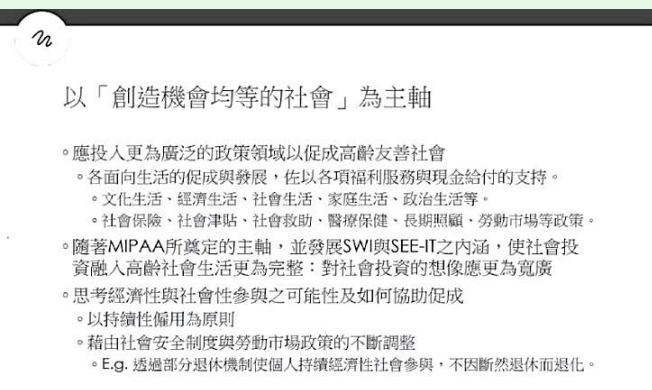 以「創造機會均等的社會」為主軸
。應投入更為廣泛的政策領域以促成高齡友善社會
。各面向生活的促成與發展，佐以各項福利服務與現金給付的支持。
。文化生活、經濟生活、社會生活、家庭生活、政治生活等。
。社會保險、社會津貼、社會救助、醫療保健、長期照顧、勞動市場等政策。
。隨著MIPAA所奠定的主軸，並發展SWI與SEE-IT之內涵，使社會投
資融入高齡社會生活更為完整：對社會投資的想像應更為寬廣
。思考經濟性與社會性參與之可能性及如何協助促成
。以持續性僱用為原則
。藉由社會安全制度與勞動市場政策的不斷調整
。E.g. 透過部分退休機制使個人持續經濟性社會參與，不因斷然退休而退化。